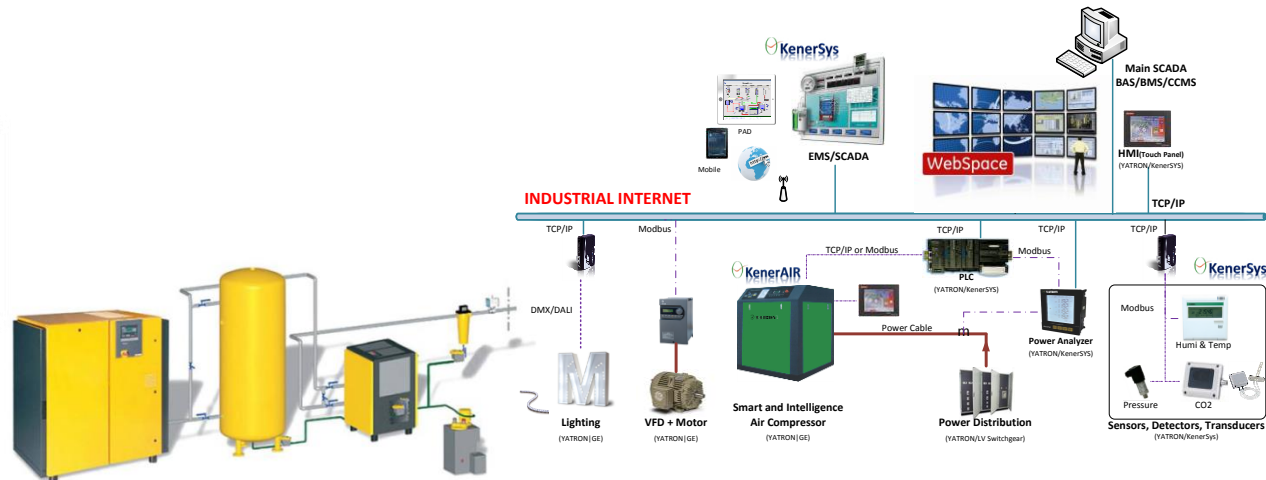 KenerSys
Main SCADA
BAS/BMS/CCMS
PAD
Mobile
EMS/SCADA
WebSpace
HMI(Touch Panel)
(YATRON/KenerSYS)
INDUSTRIAL INTERNET
TCP/IP
TCP/IP
Modbus
TCP/IP
TCP/IP
TCP/IP
TCP/IP or Modbus
Modbus
KenerAIR
PLC
(YATRON/KenerSYS)
KenerSys
DMX/DALI
Modbus
Power Cable
m
Power Analyzer
(YATRON/KenerSYS)
Humi & Temp
M
Pressure
CO2
Lighting
(YATRON|GE)
VFD + Motor
(YATRON|GE)
Smart and Intelligence
Air Compressor
(YATRON|GE)
Power Distribution
(YATRON/LV Switchgear)
Sensors, Detectors, Transducers
(YATRON/KenerSys)